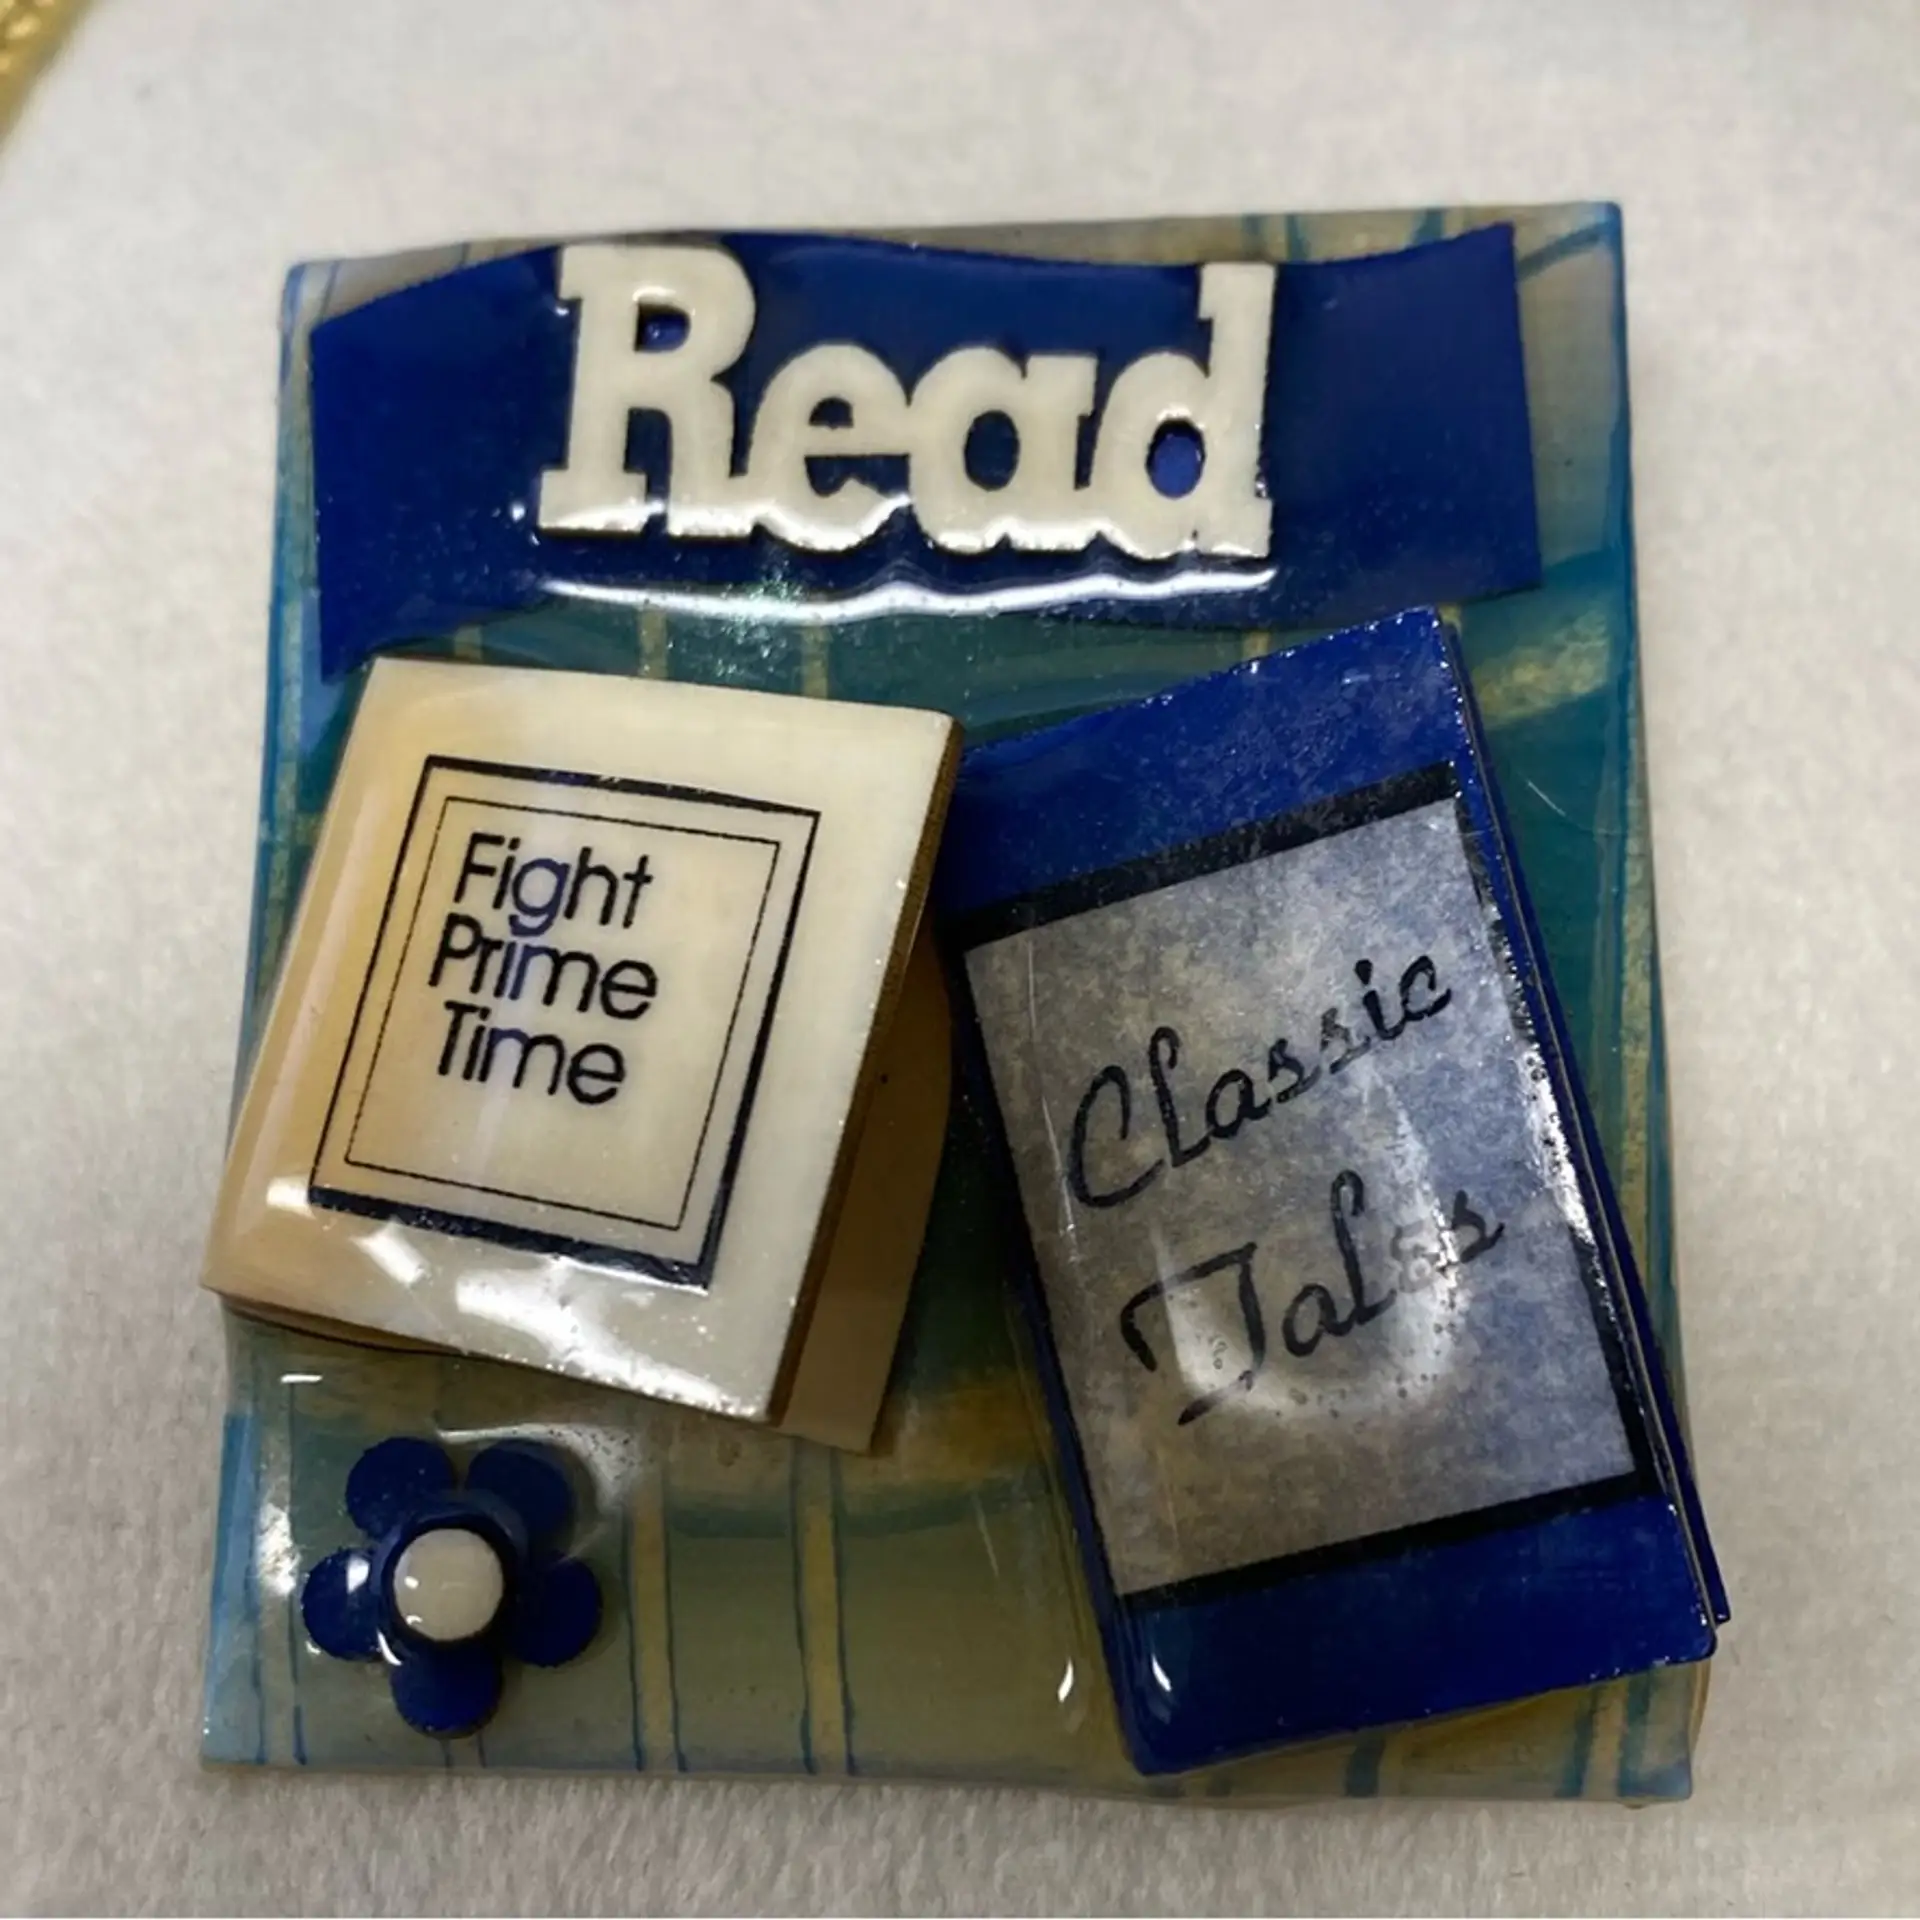 Read
Fight
Prime
Time
Classic
Tales